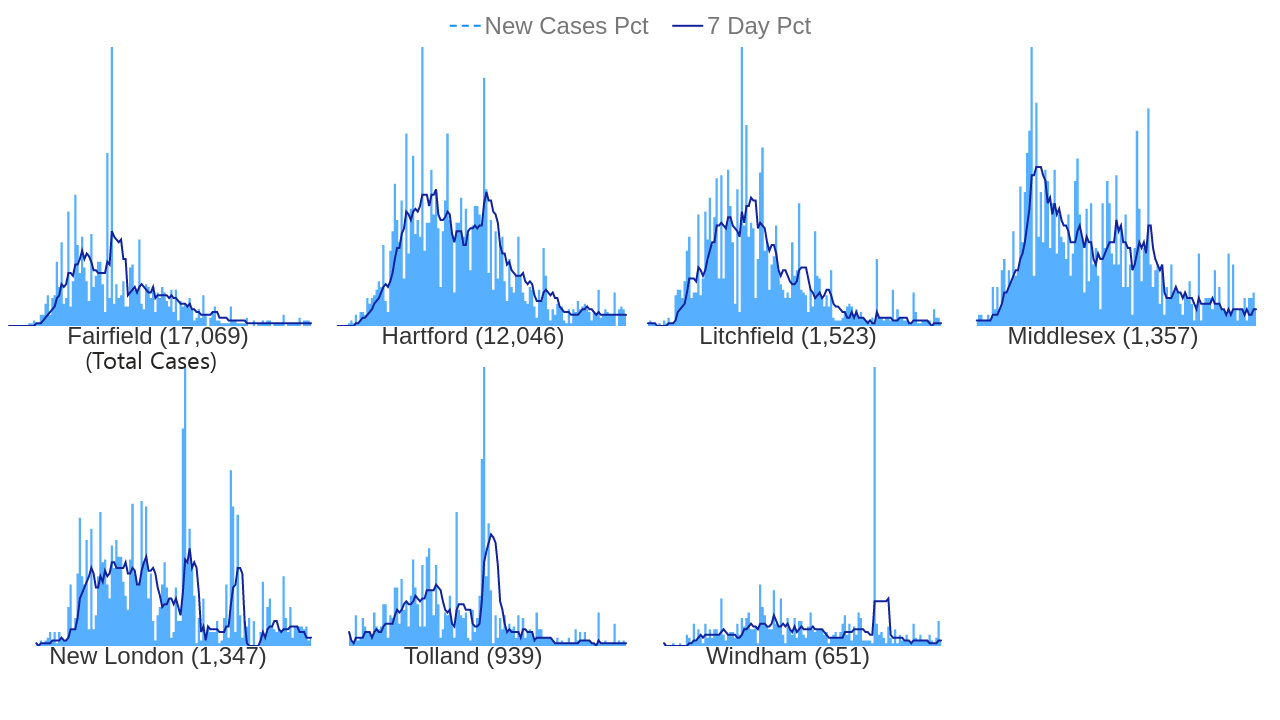 New Cases Pct 7 Day Pct
Fairfield (17,069) Hartford (12,046) Litchfield (1,523) Middlesex (1,357)
(Total Cases)
New London (1,347) Tolland (939) Windham (651)